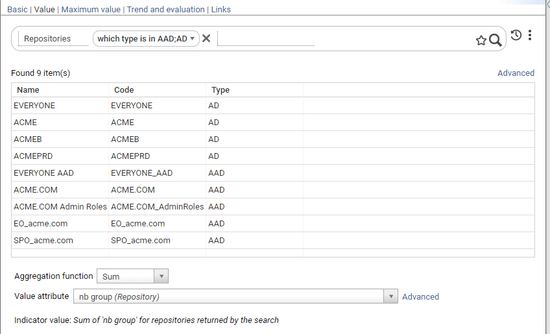 Basic | Value | Maximum value | Trend and evaluation | Links
Repositories which type is in AAD;AD
Found 9 item(s) Advanced
Name Code Type
EVERYONE EVERYONE AD
ACME ACME AD
ACMEB ACMEB AD
ACMEPRD ACMEPRD AD
EVERYONE AAD EVERYONE_AAD AAD
ACME.COM ACME.COM AAD
ACME.COM Admin Roles ACME.COM_AdminRoles AAD
EO_acme.com EO_acme.com AAD
SPO_acme.com SPO_acme.com AAD
Aggregation function Sum
Value attribute nb group (Repository) Advanced
Indicator value: Sum of 'nb group' for repositories returned by the search